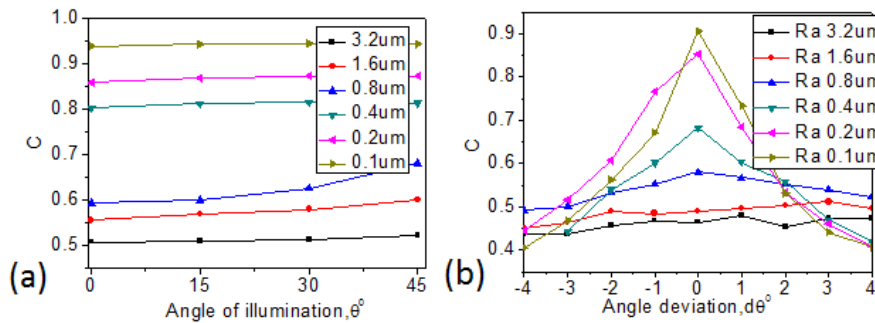 1.0
0.9
0.8
0.7
0.6
0.5
C
3.2um
1.6um
0.8um
0.4um
0.2um
0.1um
0 15 30 45
Angle of illumination,θ⁰
(a)
0.9
0.8
0.7
0.6
0.5
0.4
C
Ra 3.2um
Ra 1.6um
Ra 0.8um
Ra 0.4um
Ra 0.2um
Ra 0.1um
-4 -3 -2 -1 0 1 2 3 4
Angle deviation,dθ⁰
(b)